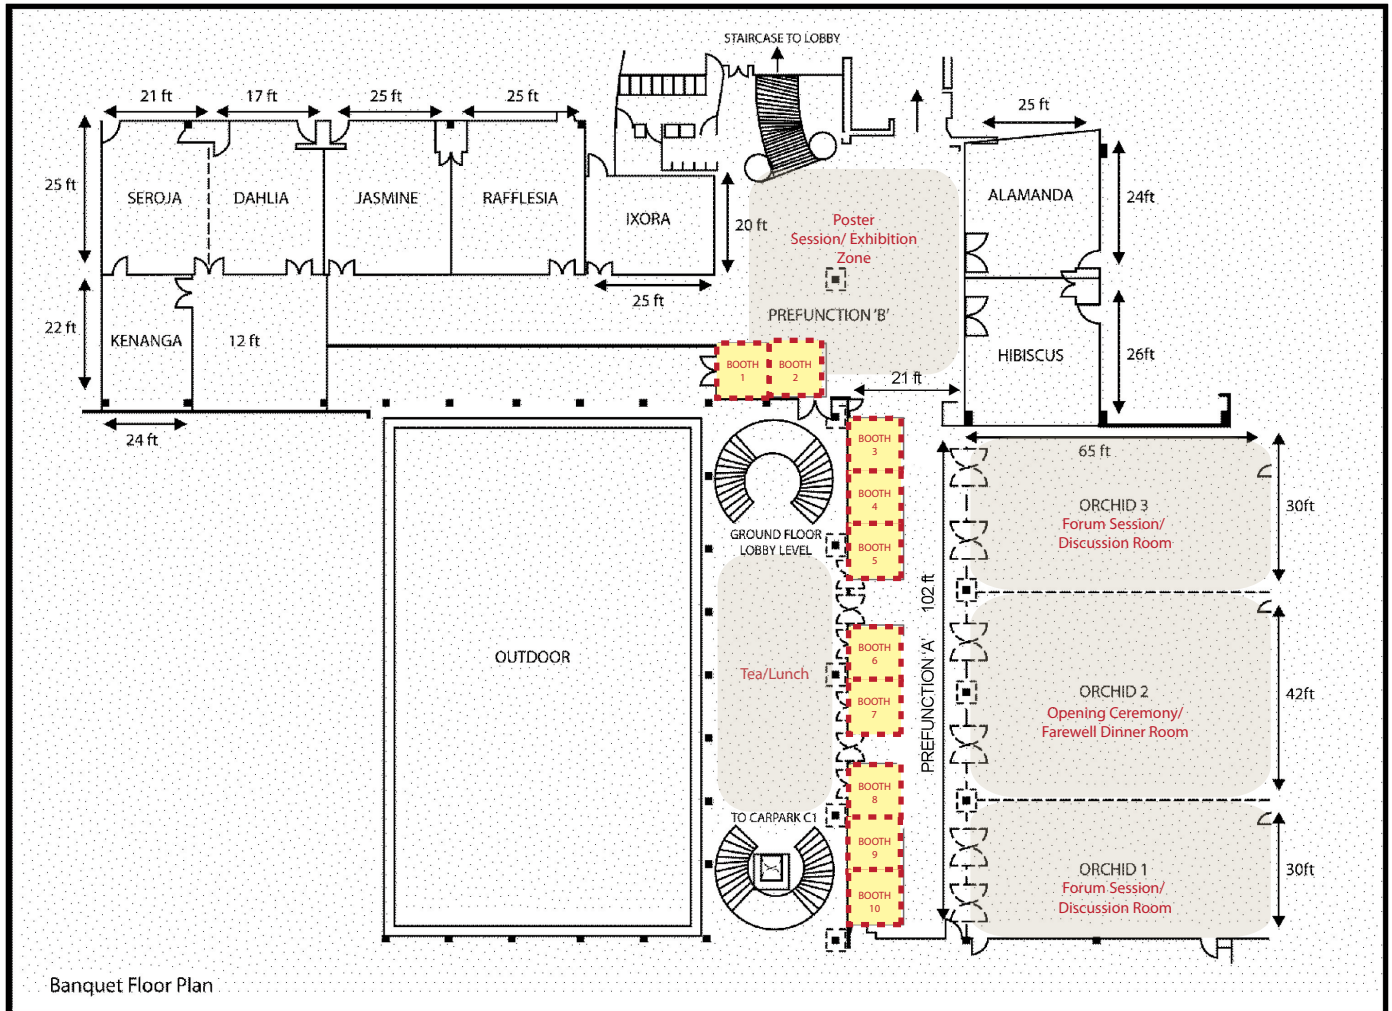 STAIRCASE TO LOBBY
21 ft
17 ft
25 ft
25 ft
25 ft
25 ft
SEROJA
DAHLIA
JASMINE
RAFFLESIA
IXORA
20 ft
Poster
Session/ Exhibition
Zone
ALAMANDA
24ft
25 ft
PREFUNCTION 'B'
22 ft
KENANGA
12 ft
HIBISCUS
26ft
BOOTH
1
BOOTH
2
21 ft
24 ft
BOOTH
3
65 ft
BOOTH
4
ORCHID 3
Forum Session/
Discussion Room
30ft
GROUND FLOOR
LOBBY LEVEL
BOOTH
5
PREFUNCTION 'A' 102 ft
OUTDOOR
Tea/Lunch
BOOTH
6
BOOTH
7
ORCHID 2
Opening Ceremony/
Farewell Dinner Room
42ft
BOOTH
8
TO CARPARK C1
BOOTH
9
BOOTH
10
ORCHID 1
Forum Session/
Discussion Room
30ft
Banquet Floor Plan